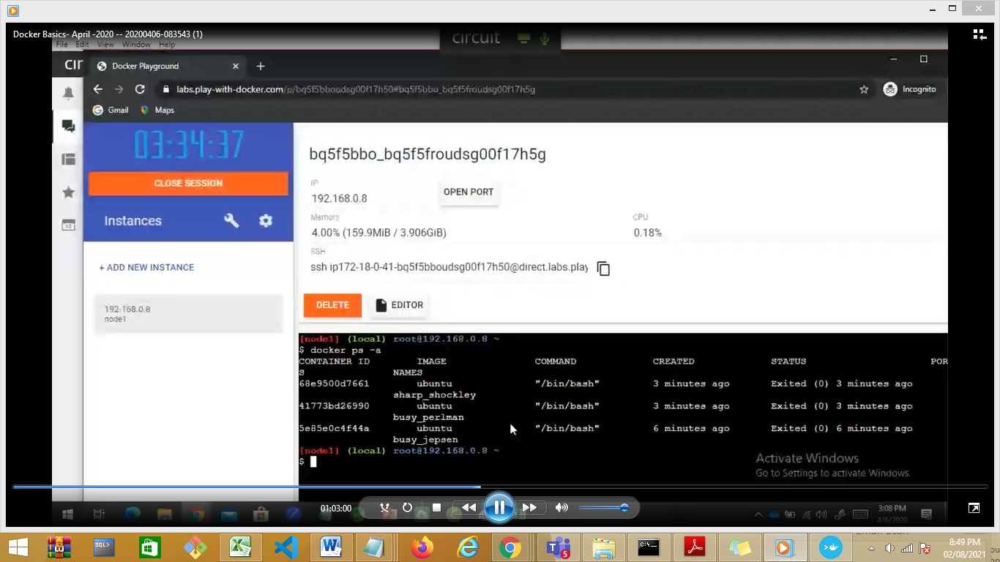 Docker Basics- April -2020 -- 20200406-083543 (1)
File Edit View Window Help
circuit
cir
Docker Playground
labs.play-with-docker.com/p/bq5f5bboudsg00f17h50#bq5f5bbo_bq5f5froudsg00f17h5g
Incognito
Gmail Maps
03:34:37
CLOSE SESSION
Instances
+ ADD NEW INSTANCE
192.168.0.8
node1
bq5f5bbo_bq5f5froudsg00f17h5g
IP
192.168.0.8
OPEN PORT
Memory
4.00% (159.9MiB / 3.906GiB)
CPU
0.18%
SSH
ssh ip172-18-0-41-bq5f5bboudsg00f17h50@direct.labs.play
DELETE
EDITOR
[node1] (local) root@192.168.0.8 ~
$ docker ps -a
CONTAINER ID IMAGE COMMAND CREATED STATUS POR
S NAMES
68e9500d7661 ubuntu "/bin/bash" 3 minutes ago Exited (0) 3 minutes ago
sharp_shockley
41773bd26990 ubuntu "/bin/bash" 3 minutes ago Exited (0) 3 minutes ago
busy_perlman
5e85e0c4f44a ubuntu "/bin/bash" 6 minutes ago Exited (0) 6 minutes ago
busy_jepsen
[node1] (local) root@192.168.0.8 ~
$
Activate Windows
Go to Settings to activate Windows.
01:03:00
3:08 PM
4/6/2020
SQL>
5
C:\_
8:49 PM
02/08/2021